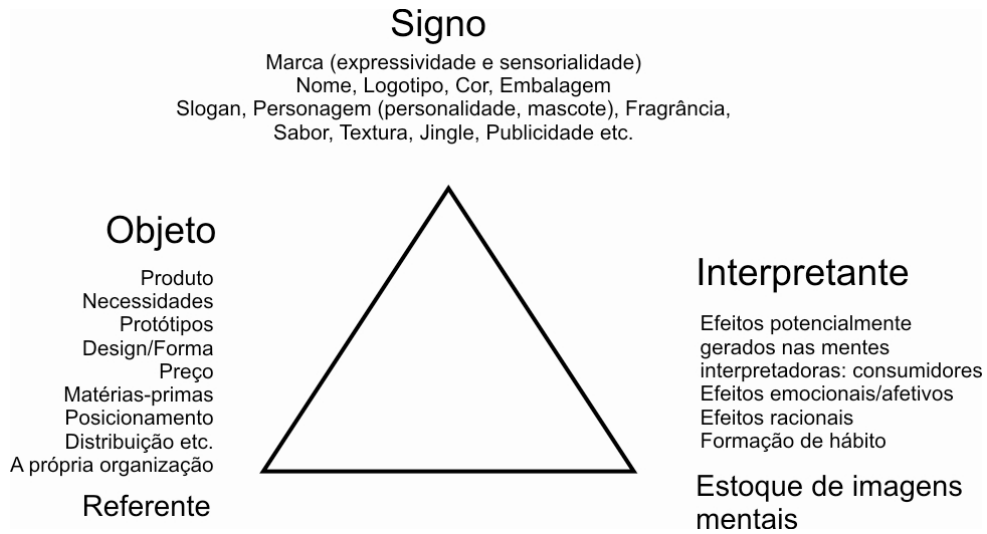 Signo
Marca (expressividade e sensorialidade)
Nome, Logotipo, Cor, Embalagem
Slogan, Personagem (personalidade, mascote), Fragrância,
Sabor, Textura, Jingle, Publicidade etc.
Objeto
Produto
Necessidades
Protótipos
Design/Forma
Preço
Matérias-primas
Posicionamento
Distribuição etc.
A própria organização
Referente
Interpretante
Efeitos potencialmente
gerados nas mentes
interpretadoras: consumidores
Efeitos emocionais/afetivos
Efeitos racionais
Formação de hábito
Estoque de imagens
mentais